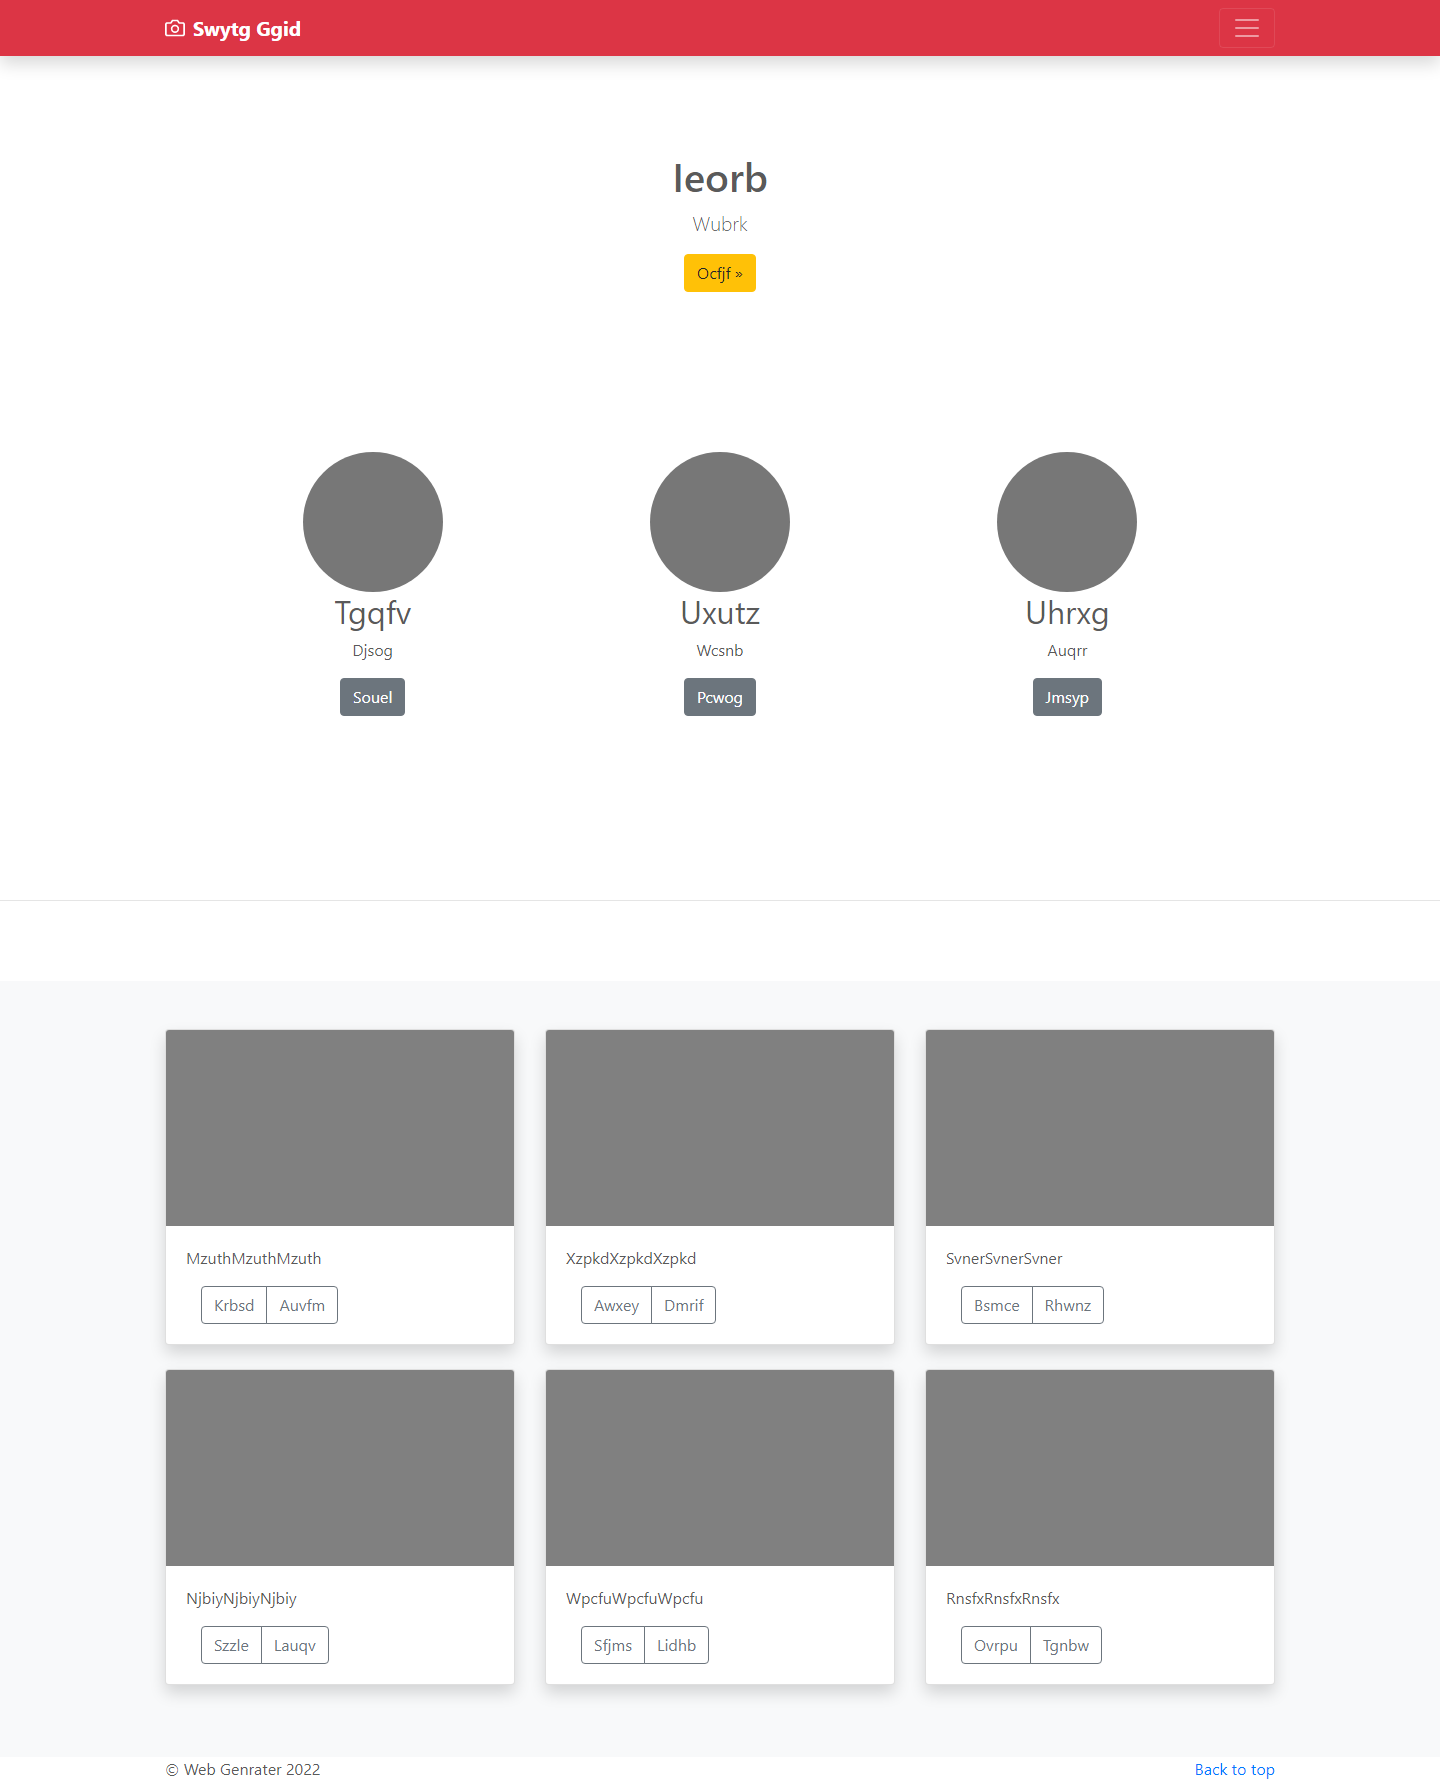 Swytg Ggid
Ieorb
Wubrk
Ocfjf »
Tgqfv
Uxutz
Uhrxg
Djsog
Wcsnb
Auqrr
Souel
Pcwog
Jmsyp
MzuthMzuthMzuth
XzpkdXzpkdXzpkd
SvnerSvnerSvner
Krbsd Auvfm
Awxey Dmrif
Bsmce Rhwnz
NjbiyNjbiyNjbiy
WpcfuWpcfuWpcfu
RnsfxRnsfxRnsfx
Szzle Lauqv
Sfjms Lidhb
Ovrpu Tgnbw
© Web Genrater 2022
Back to top